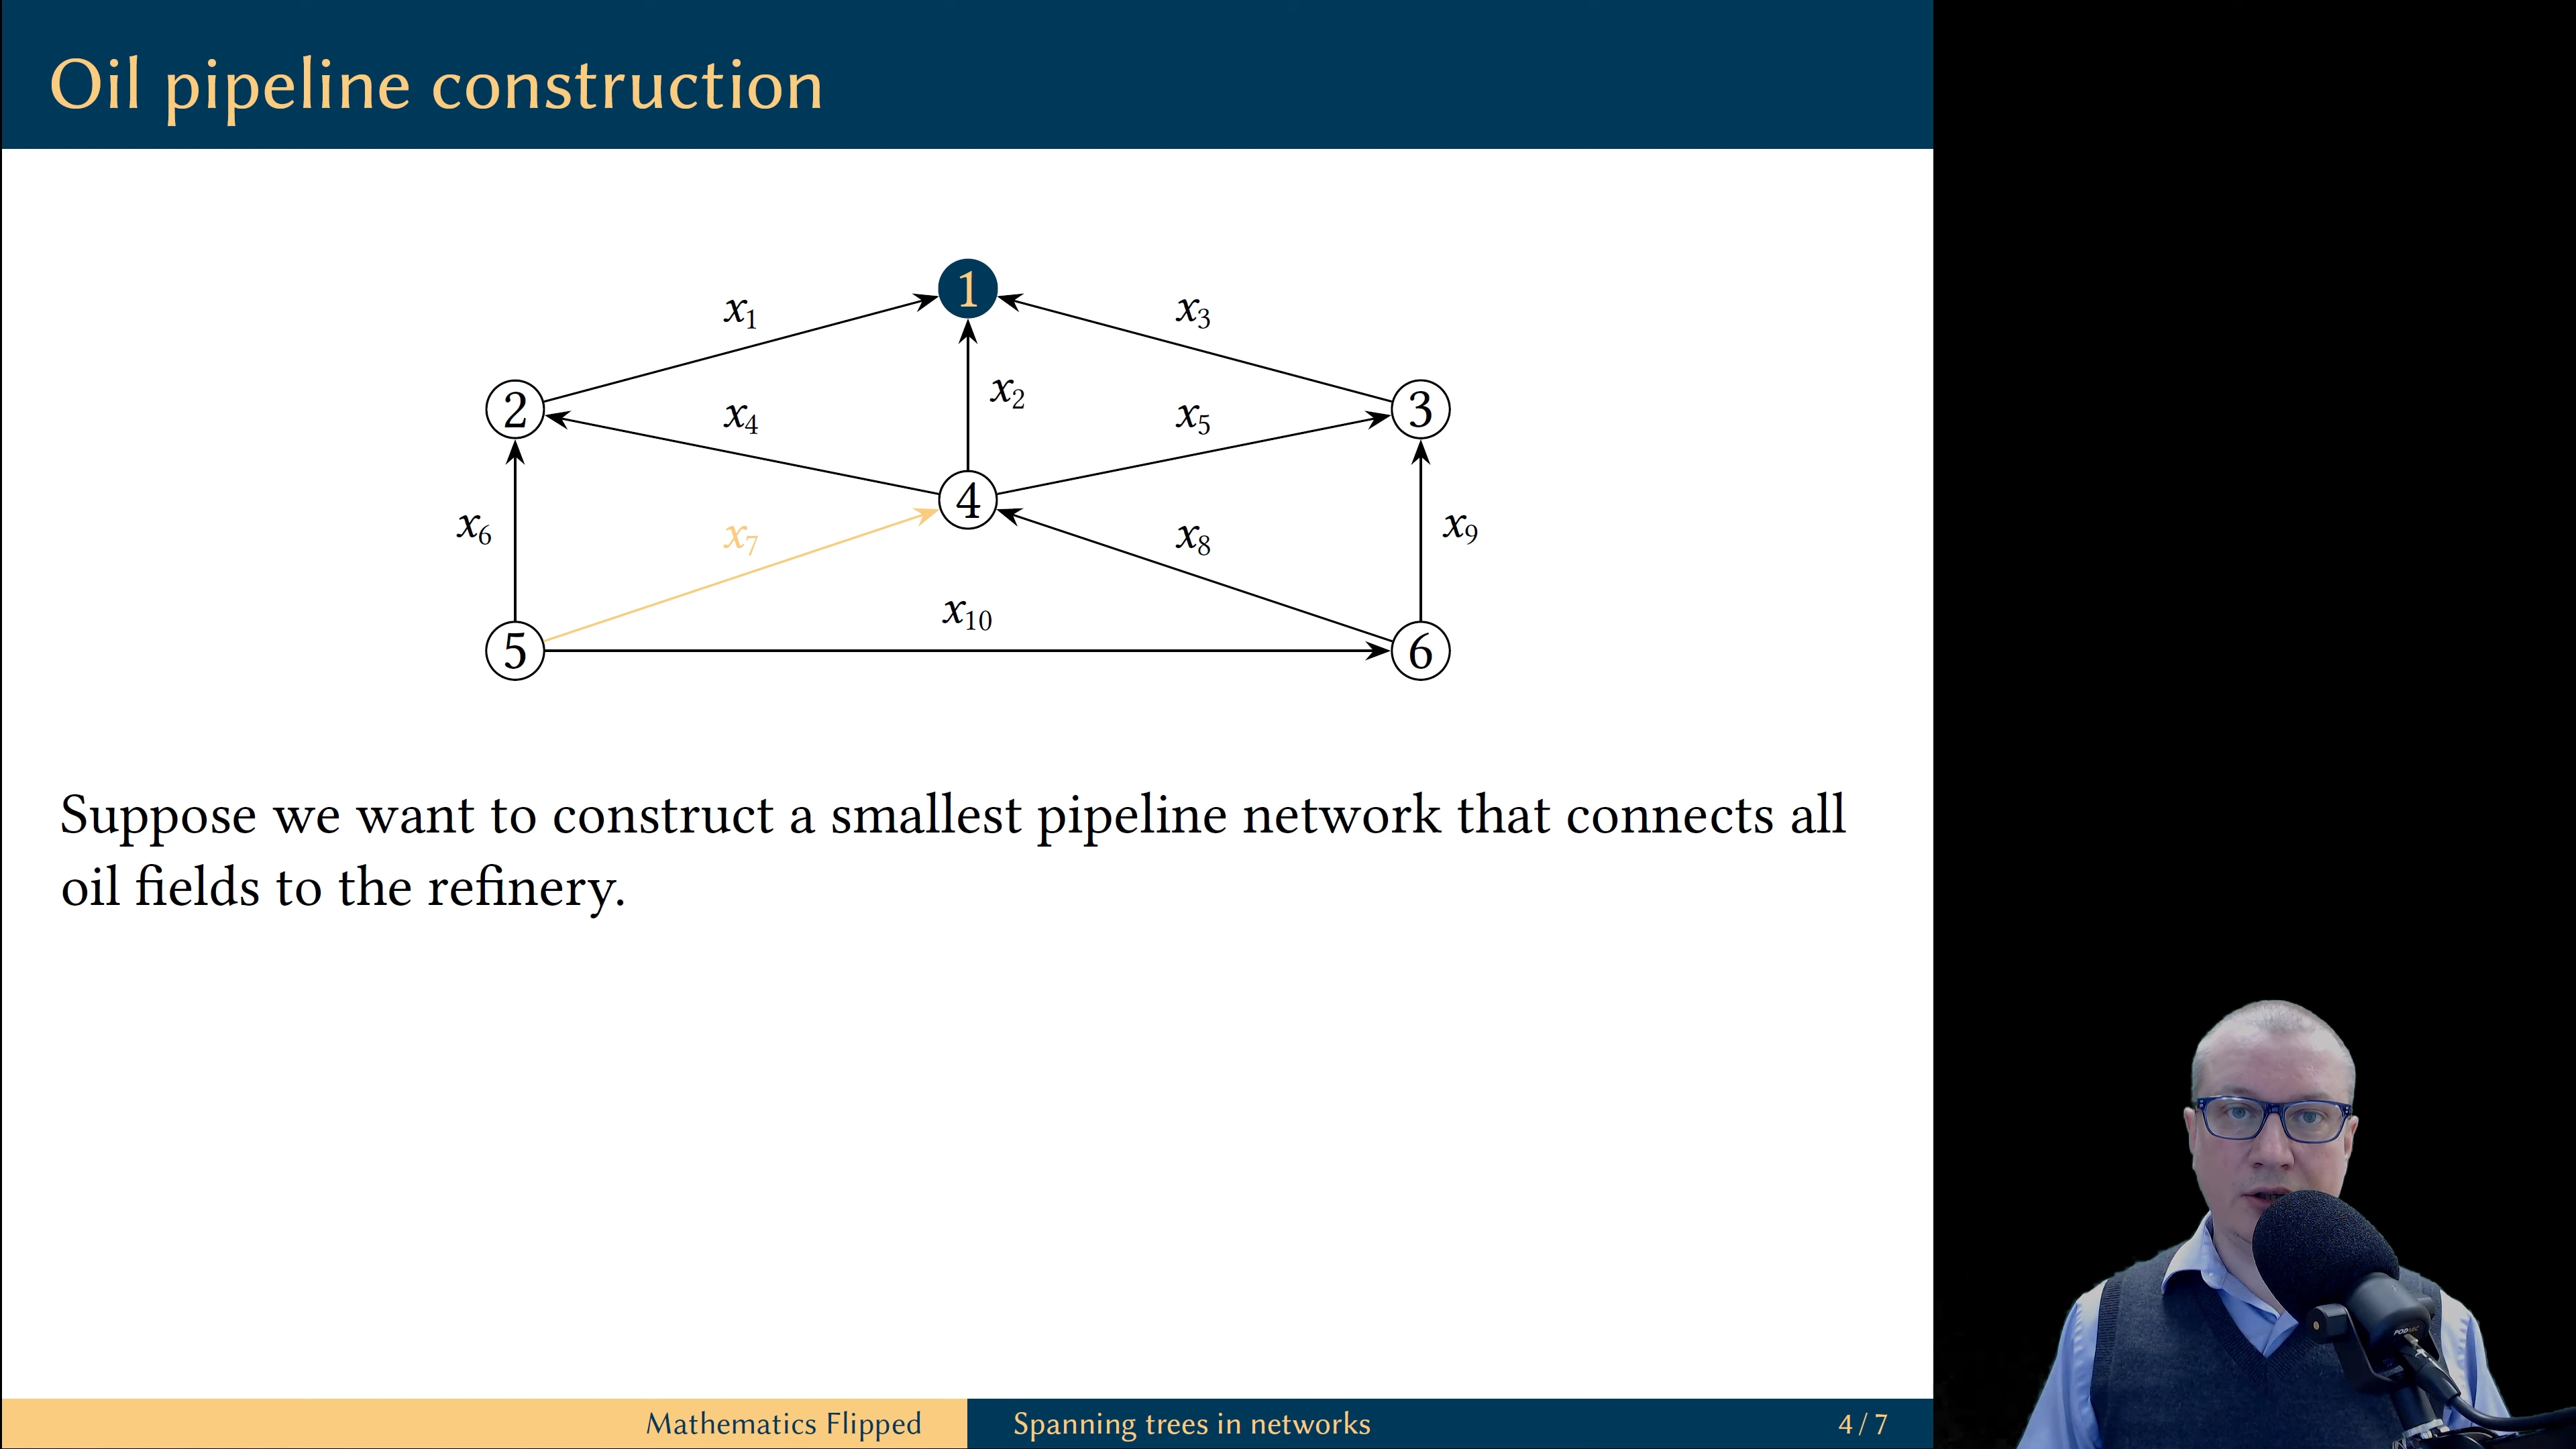 Oil pipeline construction
1
x₁
x₃
x₂
2
x₄
x₅
3
4
x₆
x₇
x₈
x₉
x₁₀
5
6
Suppose we want to construct a smallest pipeline network that connects all
oil fields to the refinery.
Mathematics Flipped
Spanning trees in networks
4 / 7